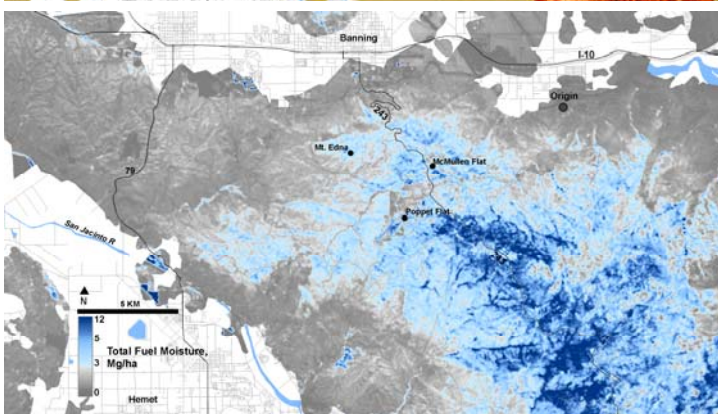 Banning
I-10
243
Origin
Mt. Edna
McMullen Flat
79
Poppet Flat
San Jacinto R
243
N
5 KM
12
5
3
0
Total Fuel Moisture,
Mg/ha
Hemet